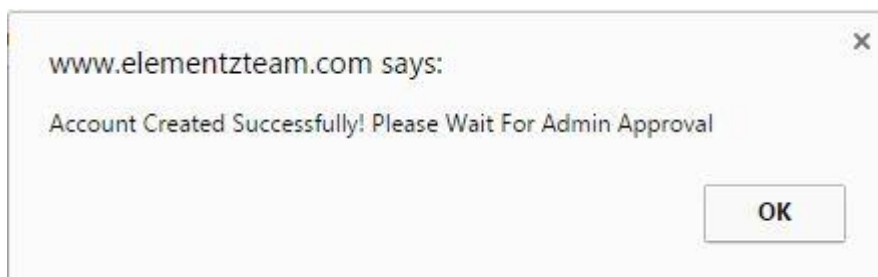 www.elementzteam.com says:
Account Created Successfully! Please Wait For Admin Approval
OK